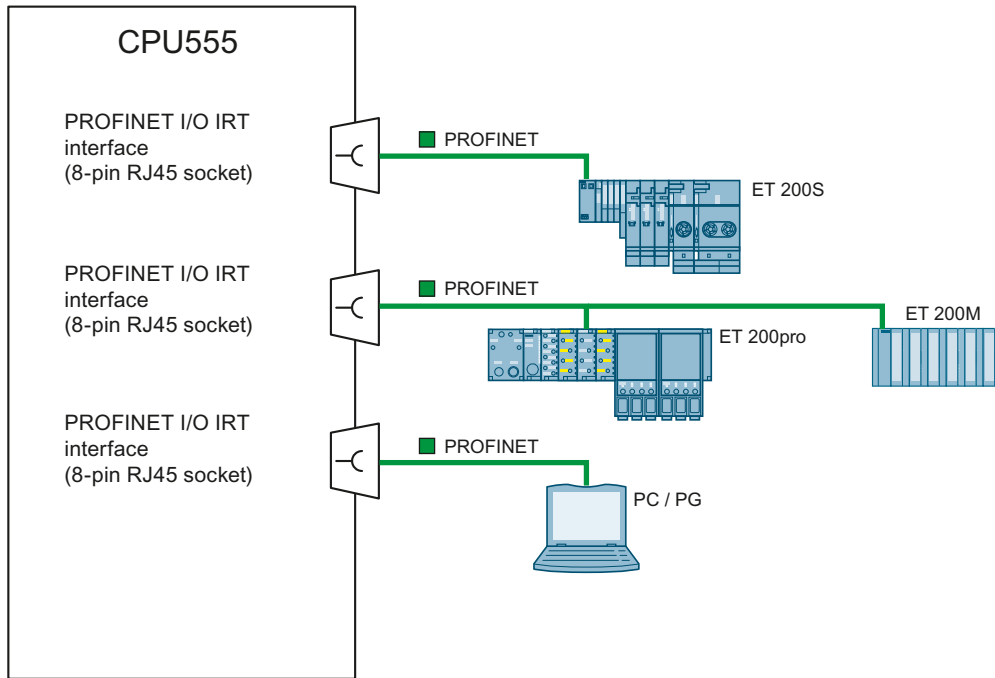 CPU555
PROFINET I/O IRT
interface
(8-pin RJ45 socket)
PROFINET
ET 200S
PROFINET I/O IRT
interface
(8-pin RJ45 socket)
PROFINET
ET 200pro
ET 200M
PROFINET I/O IRT
interface
(8-pin RJ45 socket)
PROFINET
PC / PG